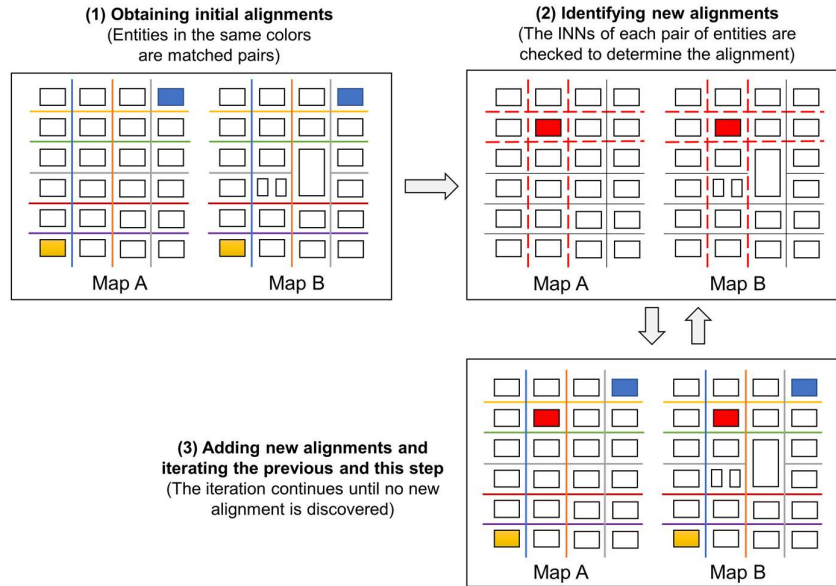 (1) Obtaining initial alignments
(Entities in the same colors
are matched pairs)
Map A
Map B
(2) Identifying new alignments
(The INNs of each pair of entities are
checked to determine the alignment)
Map A
Map B
(3) Adding new alignments and
iterating the previous and this step
(The iteration continues until no new
alignment is discovered)
Map A
Map B